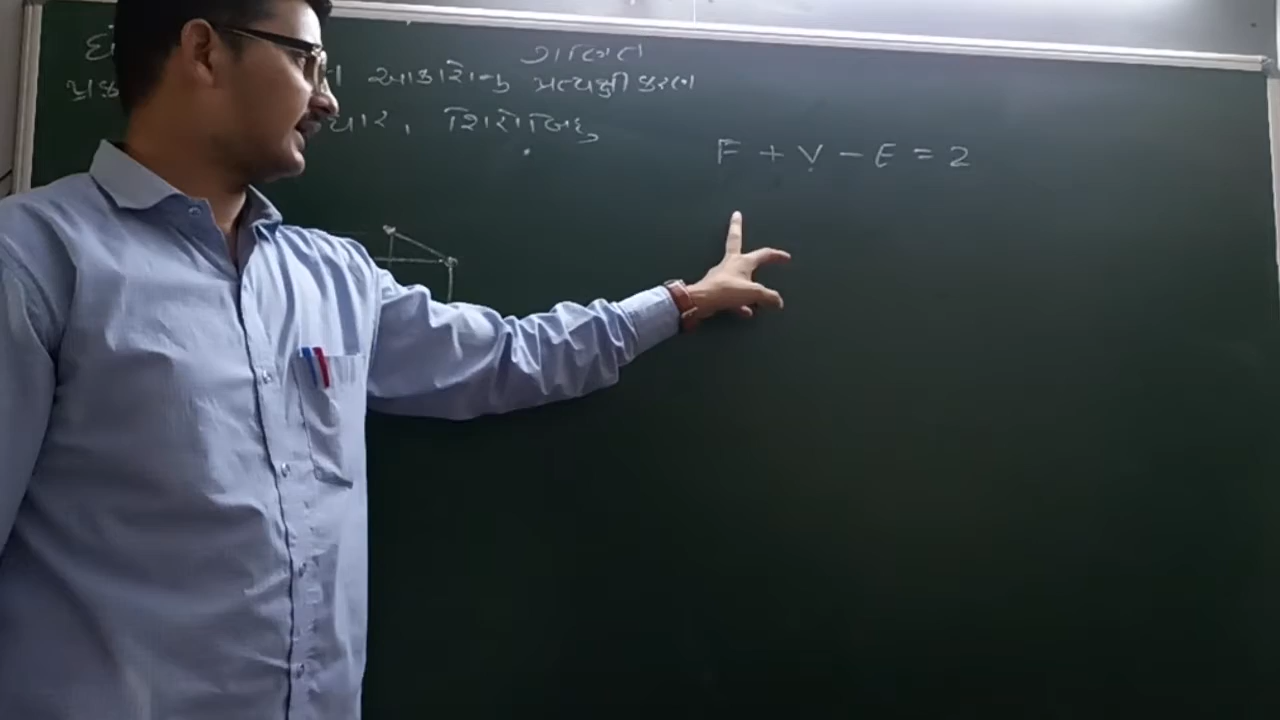 ગણિત
આકારોનું પ્રત્યક્ષીકરણ
શિરોબિંદુ
F + V - E = 2